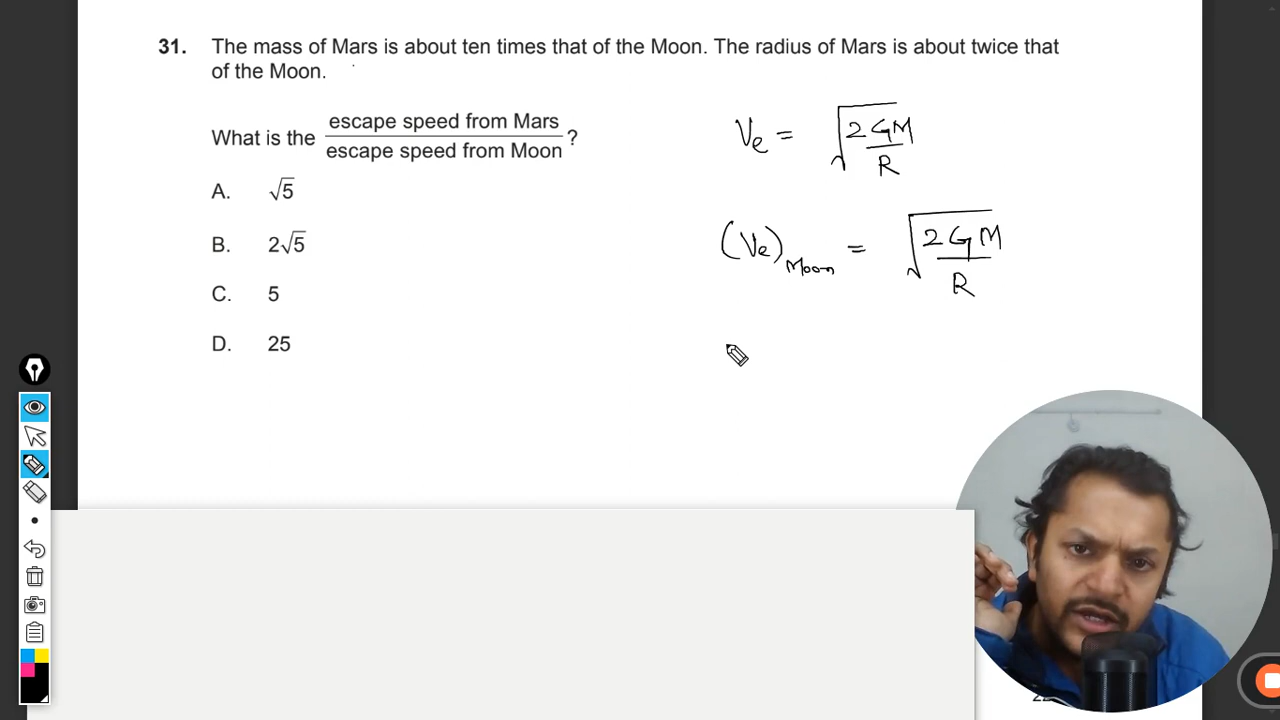 31. The mass of Mars is about ten times that of the Moon. The radius of Mars is about twice that
of the Moon.
What is the escape speed from Mars / escape speed from Moon ?
A. √5
B. 2√5
C. 5
D. 25
Ve = √(2GM/R)
(Ve)Moon = √(2GM/R)